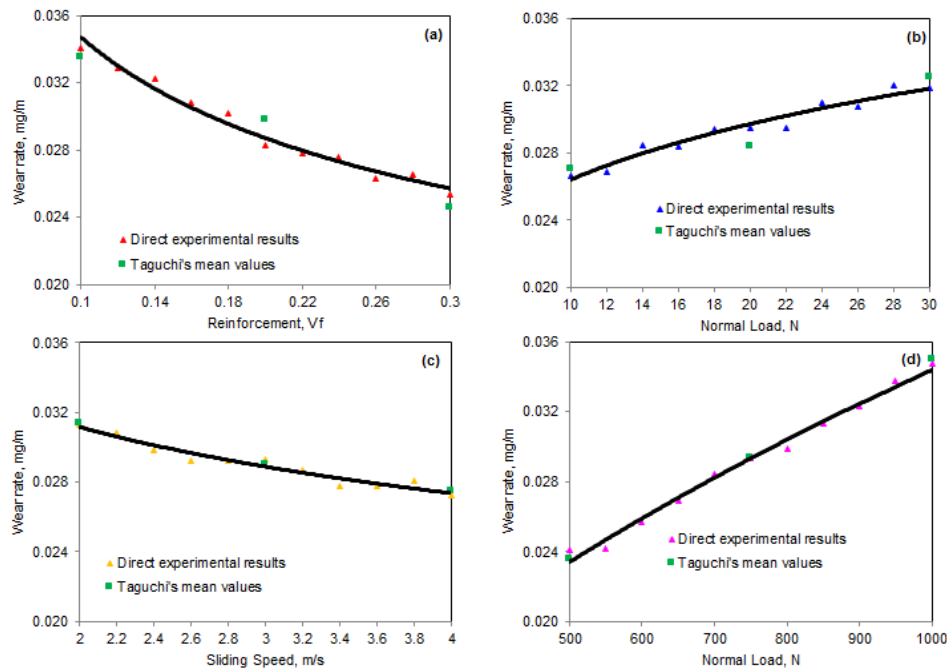 (a)
Wear rate, mg/m
0.036
0.032
0.028
0.024
0.020
Direct experimental results
Taguchi's mean values
0.1 0.14 0.18 0.22 0.26 0.3
Reinforcement, Vf
(b)
Wear rate, mg/m
0.036
0.032
0.028
0.024
0.020
Direct experimental results
Taguchi's mean values
10 12 14 16 18 20 22 24 26 28 30
Normal Load, N
(c)
Wear rate, mg/m
0.036
0.032
0.028
0.024
0.020
Direct experimental results
Taguchi's mean values
2 2.2 2.4 2.6 2.8 3 3.2 3.4 3.6 3.8 4
Sliding Speed, m/s
(d)
Wear rate, mg/m
0.036
0.032
0.028
0.024
0.020
Direct experimental results
Taguchi's mean values
500 600 700 800 900 1000
Normal Load, N